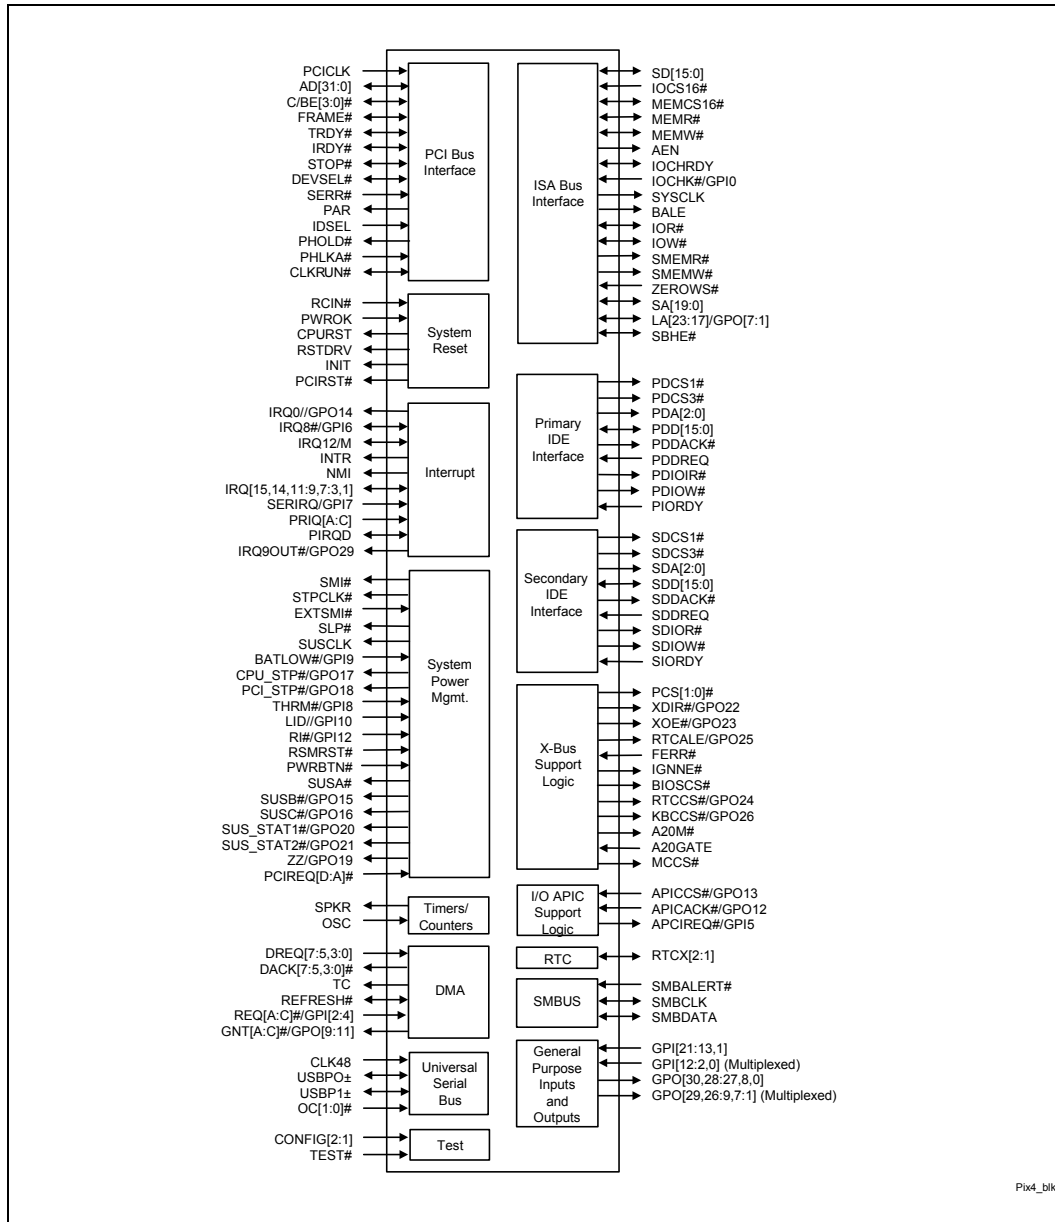 PCICLK
AD[31:0]
C/BE[3:0]#
FRAME#
TRDY#
IRDY#
STOP#
DEVSEL#
SERR#
PAR
IDSEL
PHOLD#
PHLKA#
CLKRUN#
PCI Bus
Interface
RCIN#
PWROK
CPURST
RSTDRV
INIT
PCIRST#
System
Reset
IRQ0//GPO14
IRQ8#/GPI6
IRQ12/M
INTR
NMI
IRQ[15,14,11:9,7:3,1]
SERIRQ/GPI7
PRIQ[A:C]
PIRQD
IRQ9OUT#/GPO29
Interrupt
SMI#
STPCLK#
EXTSMI#
SLP#
SUSCLK
BATLOW#/GPI9
CPU_STP#/GPO17
PCI_STP#/GPO18
THRM#/GPI8
LID//GPI10
RI#/GPI12
RSMRST#
PWRBTN#
SUSA#
SUSB#/GPO15
SUSC#/GPO16
SUS_STAT1#/GPO20
SUS_STAT2#/GPO21
ZZ/GPO19
PCIREQ[D:A]#
System
Power
Mgmt.
SPKR
OSC
Timers/
Counters
DREQ[7:5,3:0]
DACK[7:5,3:0]#
TC
REFRESH#
REQ[A:C]#/GPI[2:4]
GNT[A:C]#/GPO[9:11]
DMA
CLK48
USBPO±
USBP1±
OC[1:0]#
Universal
Serial
Bus
CONFIG[2:1]
TEST#
Test
ISA Bus
Interface
SD[15:0]
IOCS16#
MEMCS16#
MEMR#
MEMW#
AEN
IOCHRDY
IOCHK#/GPI0
SYSCLK
BALE
IOR#
IOW#
SMEMR#
SMEMW#
ZEROWS#
SA[19:0]
LA[23:17]/GPO[7:1]
SBHE#
Primary
IDE
Interface
PDCS1#
PDCS3#
PDA[2:0]
PDD[15:0]
PDDACK#
PDDREQ
PDIOIR#
PDIOW#
PIORDY
Secondary
IDE
Interface
SDCS1#
SDCS3#
SDA[2:0]
SDD[15:0]
SDDACK#
SDDREQ
SDIOR#
SDIOW#
SIORDY
X-Bus
Support
Logic
PCS[1:0]#
XDIR#/GPO22
XOE#/GPO23
RTCALE/GPO25
FERR#
IGNNE#
BIOSCS#
RTCCS#/GPO24
KBCCS#/GPO26
A20M#
A20GATE
MCCS#
I/O APIC
Support
Logic
APICCS#/GPO13
APICACK#/GPO12
APCIREQ#/GPI5
RTC
RTCX[2:1]
SMBUS
SMBALERT#
SMBCLK
SMBDATA
General
Purpose
Inputs
and
Outputs
GPI[21:13,1]
GPI[12:2,0] (Multiplexed)
GPO[30,28:27,8,0]
GPO[29,26:9,7:1] (Multiplexed)
Pix4_blk